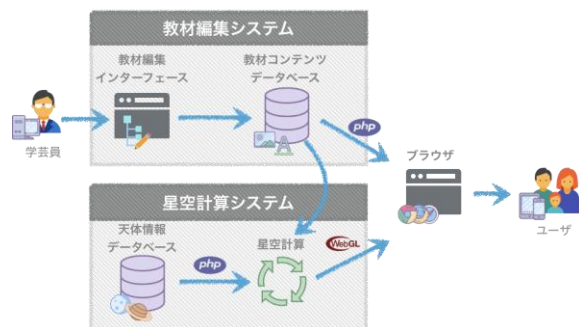 教材編集システム
教材編集
インターフェース
教材コンテンツ
データベース
学芸員
php
ブラウザ
ユーザ
星空計算システム
天体情報
データベース
php
星空計算
WebGL